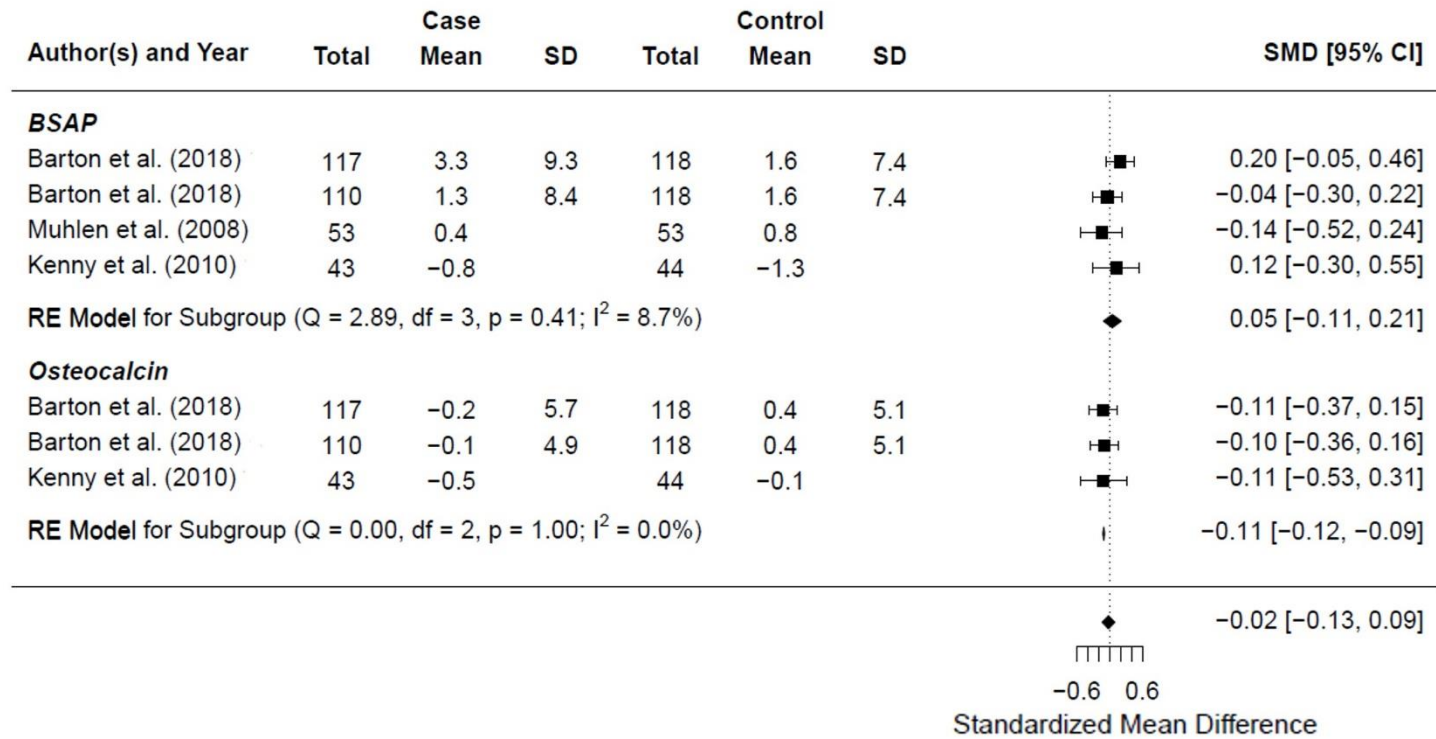 Case Control
Author(s) and Year Total Mean SD Total Mean SD SMD [95% CI]
BSAP
Barton et al. (2018) 117 3.3 9.3 118 1.6 7.4 0.20 [−0.05, 0.46]
Barton et al. (2018) 110 1.3 8.4 118 1.6 7.4 −0.04 [−0.30, 0.22]
Muhlen et al. (2008) 53 0.4 53 0.8 −0.14 [−0.52, 0.24]
Kenny et al. (2010) 43 −0.8 44 −1.3 0.12 [−0.30, 0.55]
RE Model for Subgroup (Q = 2.89, df = 3, p = 0.41; I² = 8.7%) 0.05 [−0.11, 0.21]
Osteocalcin
Barton et al. (2018) 117 −0.2 5.7 118 0.4 5.1 −0.11 [−0.37, 0.15]
Barton et al. (2018) 110 −0.1 4.9 118 0.4 5.1 −0.10 [−0.36, 0.16]
Kenny et al. (2010) 43 −0.5 44 −0.1 −0.11 [−0.53, 0.31]
RE Model for Subgroup (Q = 0.00, df = 2, p = 1.00; I² = 0.0%) −0.11 [−0.12, −0.09]
−0.02 [−0.13, 0.09]
−0.6 0.6
Standardized Mean Difference